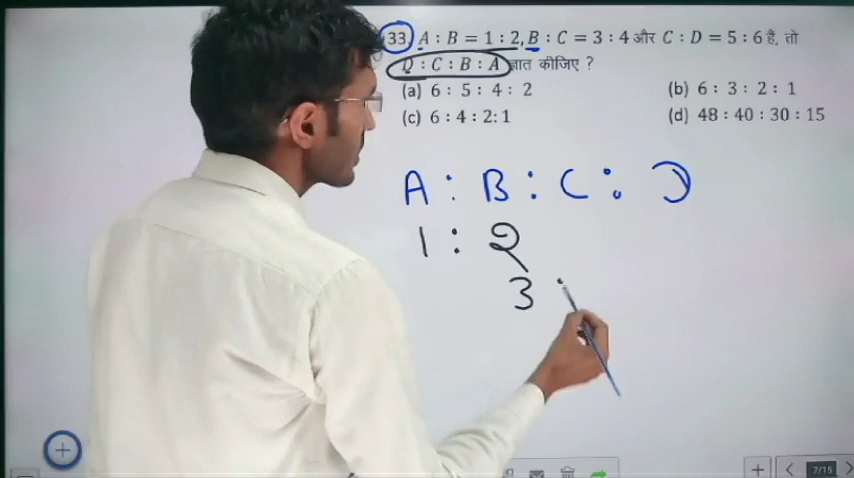 33. A : B = 1 : 2, B : C = 3 : 4 और C : D = 5 : 6 है, तो
D : C : B : A ज्ञात कीजिए ?
(a) 6 : 5 : 4 : 2 (b) 6 : 3 : 2 : 1
(c) 6 : 4 : 2:1 (d) 48 : 40 : 30 : 15
A : B : C : D
1 : 2
3
7/15